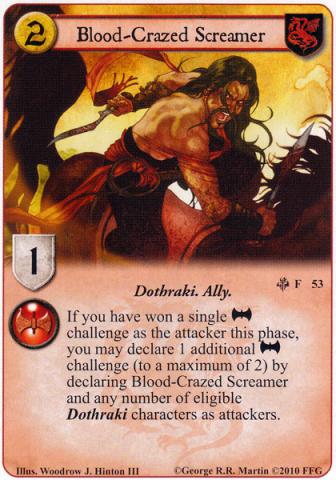 2
Blood-Crazed Screamer
1
Dothraki. Ally.
F 53
If you have won a single
challenge as the attacker this phase,
you may declare 1 additional
challenge (to a maximum of 2) by
declaring Blood-Crazed Screamer
and any number of eligible
Dothraki characters as attackers.
Illus. Woodrow J. Hinton III
©George R.R. Martin ©2010 FFG